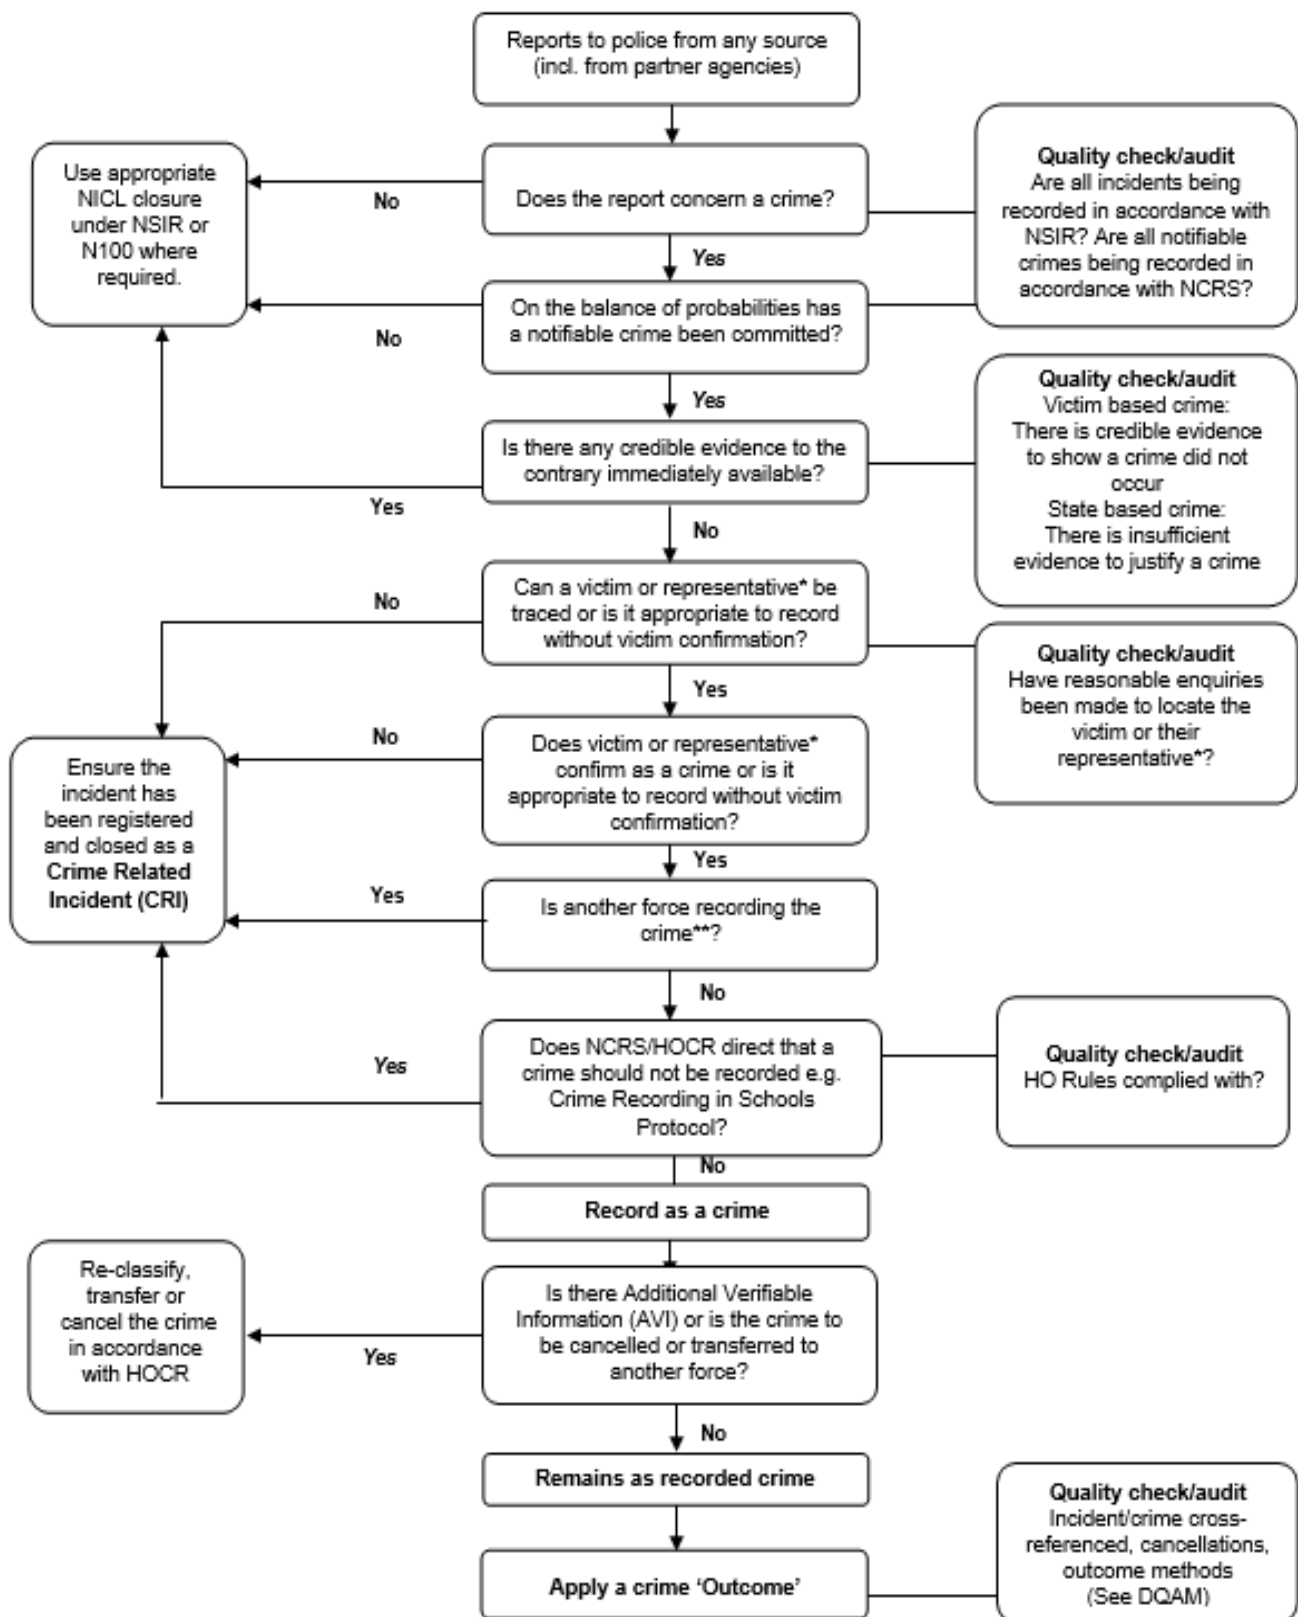 Reports to police from any source
(incl. from partner agencies)
Use appropriate
NICL closure
under NSIR or
N100 where
required.
No
Does the report concern a crime?
Quality check/audit
Are all incidents being
recorded in accordance with
NSIR? Are all notifiable
crimes being recorded in
accordance with NCRS?
Yes
On the balance of probabilities has
a notifiable crime been committed?
No
Yes
Is there any credible evidence to the
contrary immediately available?
Yes
Quality check/audit
Victim based crime:
There is credible evidence
to show a crime did not
occur
State based crime:
There is insufficient
evidence to justify a crime
No
Can a victim or representative* be
traced or is it appropriate to record
without victim confirmation?
No
Quality check/audit
Have reasonable enquiries
been made to locate the
victim or their
representative*?
Yes
Does victim or representative*
confirm as a crime or is it
appropriate to record without victim
confirmation?
No
Ensure the
incident has
been registered
and closed as a
Crime Related
Incident (CRI)
Yes
Is another force recording the
crime**?
Yes
No
Does NCRS/HOCR direct that a
crime should not be recorded e.g.
Crime Recording in Schools
Protocol?
Yes
Quality check/audit
HO Rules complied with?
No
Record as a crime
Re-classify,
transfer or
cancel the crime
in accordance
with HOCR
Is there Additional Verifiable
Information (AVI) or is the crime to
be cancelled or transferred to
another force?
Yes
No
Remains as recorded crime
Quality check/audit
Incident/crime cross-
referenced, cancellations,
outcome methods
(See DQAM)
Apply a crime ‘Outcome’